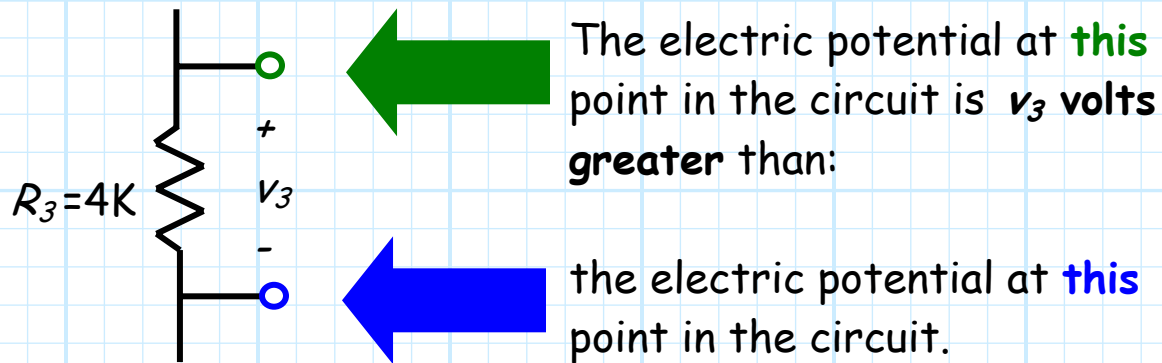 The electric potential at this
point in the circuit is v₃ volts
greater than:
+
R₃=4K
v₃
-
the electric potential at this
point in the circuit.